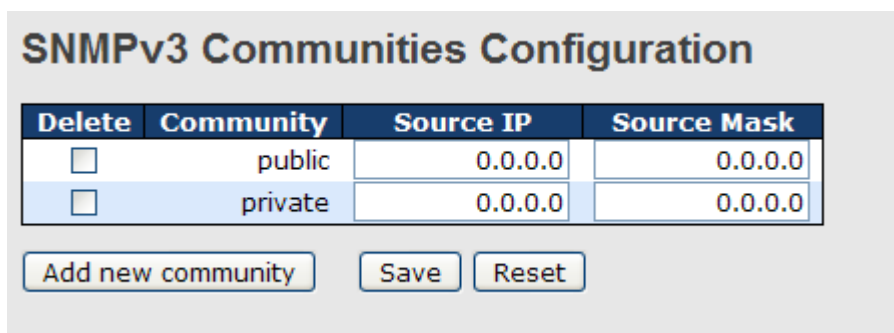 SNMPv3 Communities Configuration
Delete Community Source IP Source Mask
public 0.0.0.0 0.0.0.0
private 0.0.0.0 0.0.0.0
Add new community Save Reset